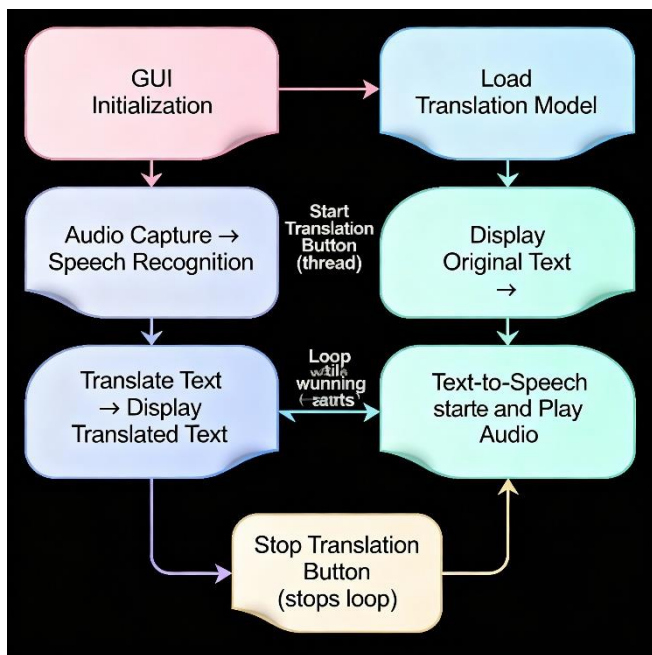 GUI
Initialization
Load
Translation Model
Audio Capture →
Speech Recognition
Start
Translation
Button
(thread)
Display
Original Text
→
Translate Text
→ Display
Translated Text
Loop
wunning
Text-to-Speech
starte and Play
Audio
Stop Translation
Button
(stops loop)